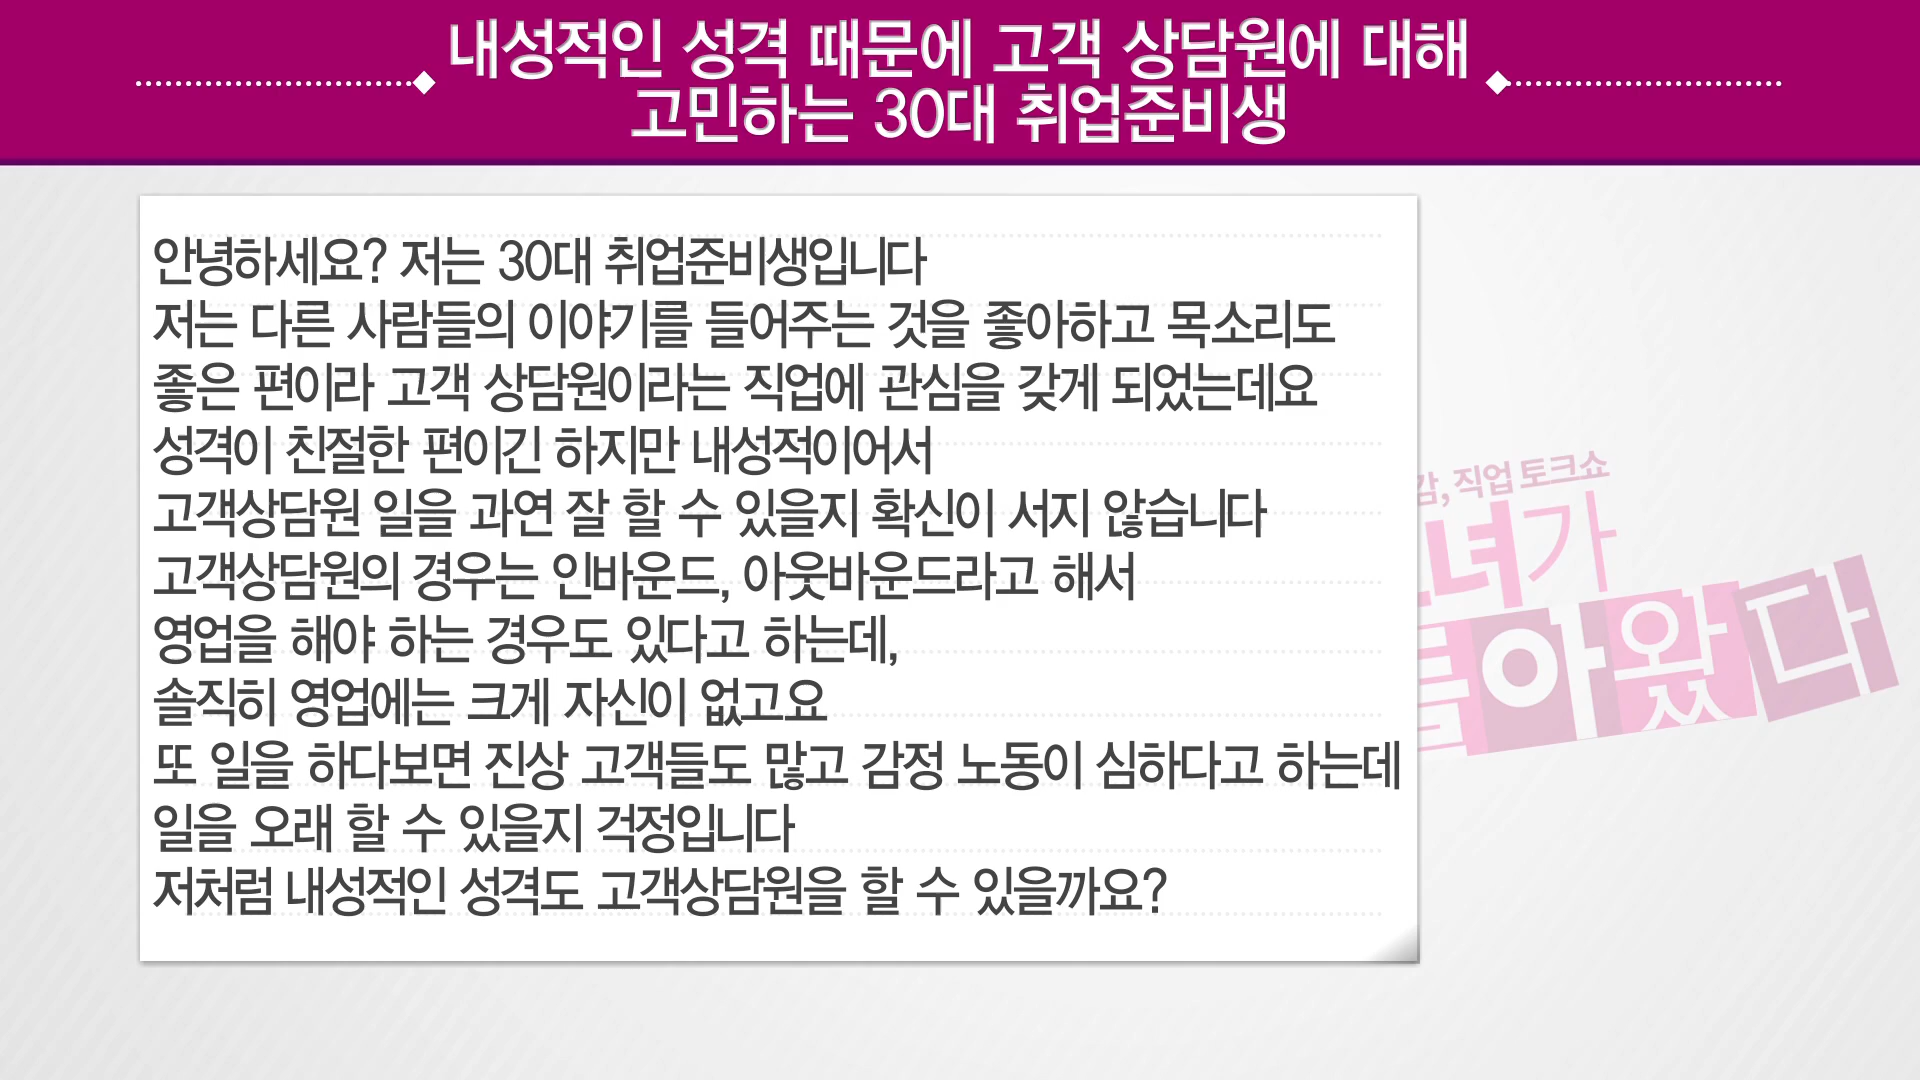 내성적인 성격 때문에 고객 상담원에 대해
고민하는 30대 취업준비생
안녕하세요? 저는 30대 취업준비생입니다
저는 다른 사람들의 이야기를 들어주는 것을 좋아하고 목소리도
좋은 편이라 고객 상담원이라는 직업에 관심을 갖게 되었는데요
성격이 친절한 편이긴 하지만 내성적이어서
고객상담원 일을 과연 잘 할 수 있을지 확신이 서지 않습니다
고객상담원의 경우는 인바운드, 아웃바운드라고 해서
영업을 해야 하는 경우도 있다고 하는데,
솔직히 영업에는 크게 자신이 없고요
또 일을 하다보면 진상 고객들도 많고 감정 노동이 심하다고 하는데
일을 오래 할 수 있을지 걱정입니다
저처럼 내성적인 성격도 고객상담원을 할 수 있을까요?
감, 직업 토크쇼
녀가
아왔다